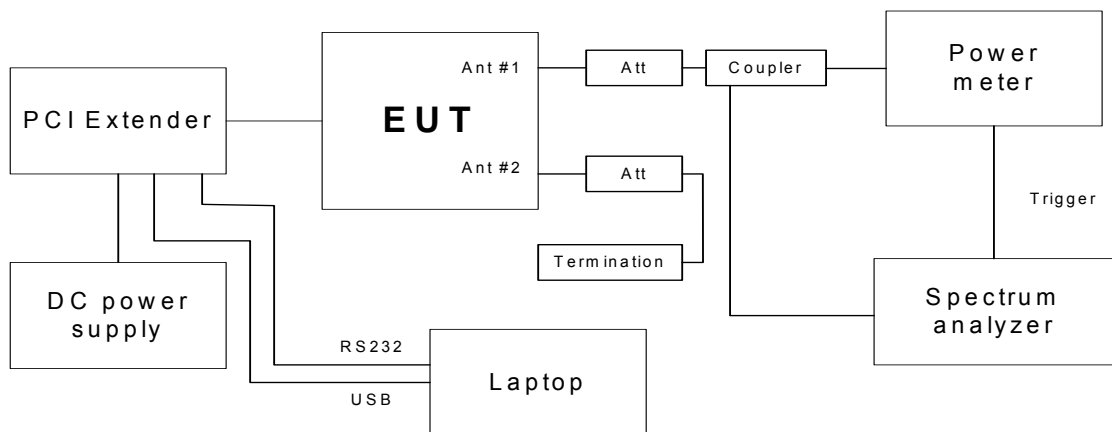 Ant #1
Att
Coupler
Power
meter
PCI Extender
EUT
Ant #2
Att
Trigger
Termination
DC power
supply
Spectrum
analyzer
RS232
Laptop
USB